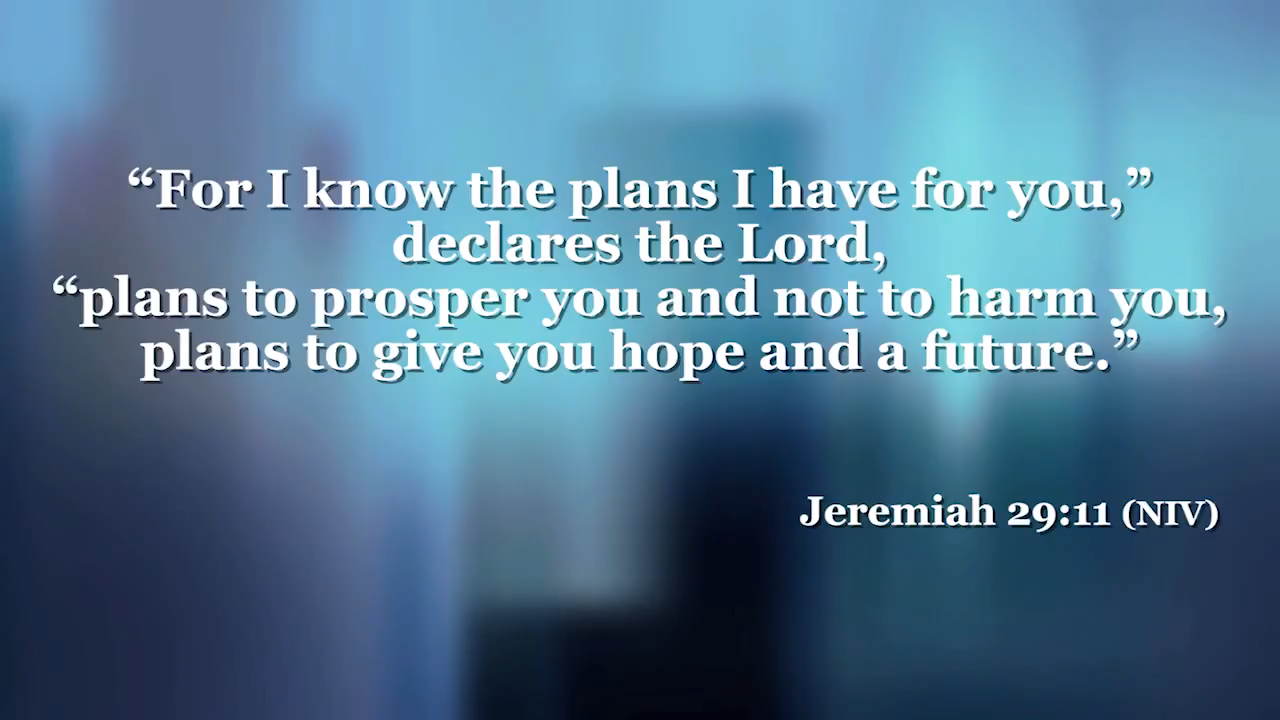 “For I know the plans I have for you,”
declares the Lord,
“plans to prosper you and not to harm you,
plans to give you hope and a future.”
Jeremiah 29:11 (NIV)